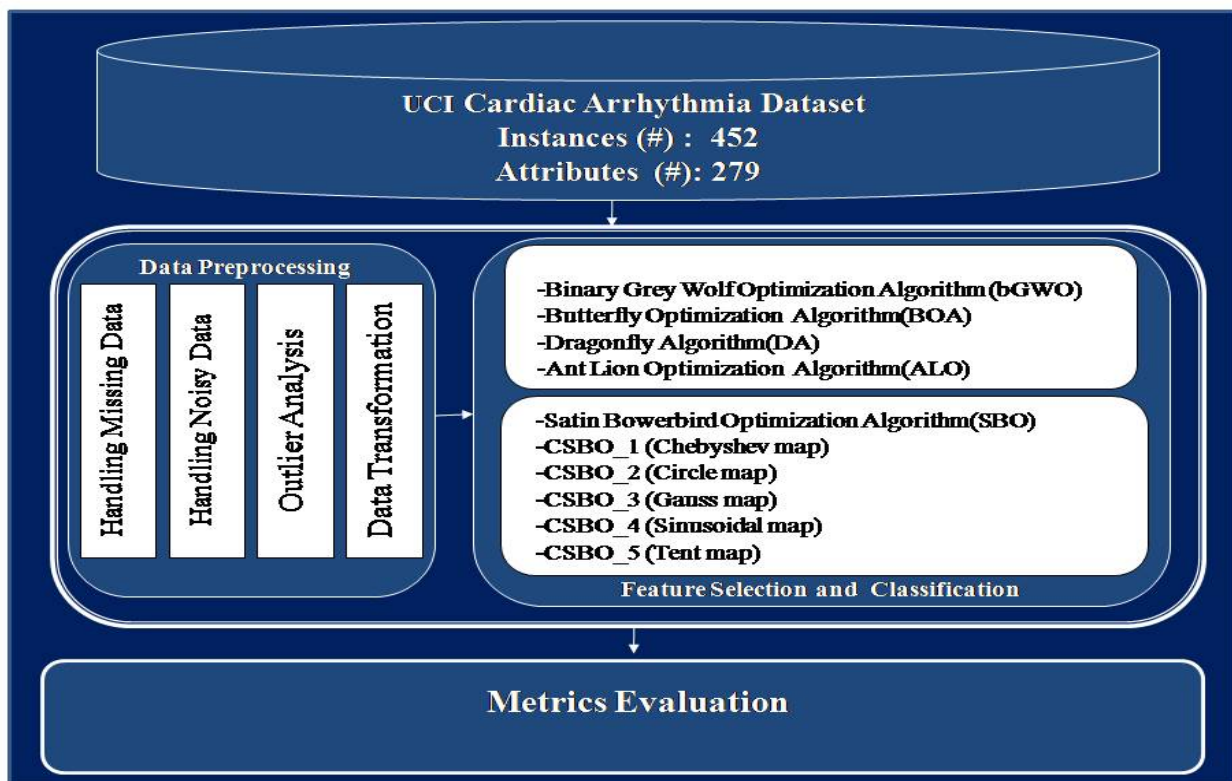 UCI Cardiac Arrhythmia Dataset
Instances (#) : 452
Attributes (#): 279
Data Preprocessing
Handling Missing Data
Handling Noisy Data
Outlier Analysis
Data Transformation
-Binary Grey Wolf Optimization Algorithm (bGWO)
-Butterfly Optimization Algorithm(BOA)
-Dragonfly Algorithm(DA)
-Ant Lion Optimization Algorithm(ALO)
-Satin Bowerbird Optimization Algorithm(SBO)
-CSBO_1 (Chebyshev map)
-CSBO_2 (Circle map)
-CSBO_3 (Gauss map)
-CSBO_4 (Sinusoidal map)
-CSBO_5 (Tent map)
Feature Selection and Classification
Metrics Evaluation